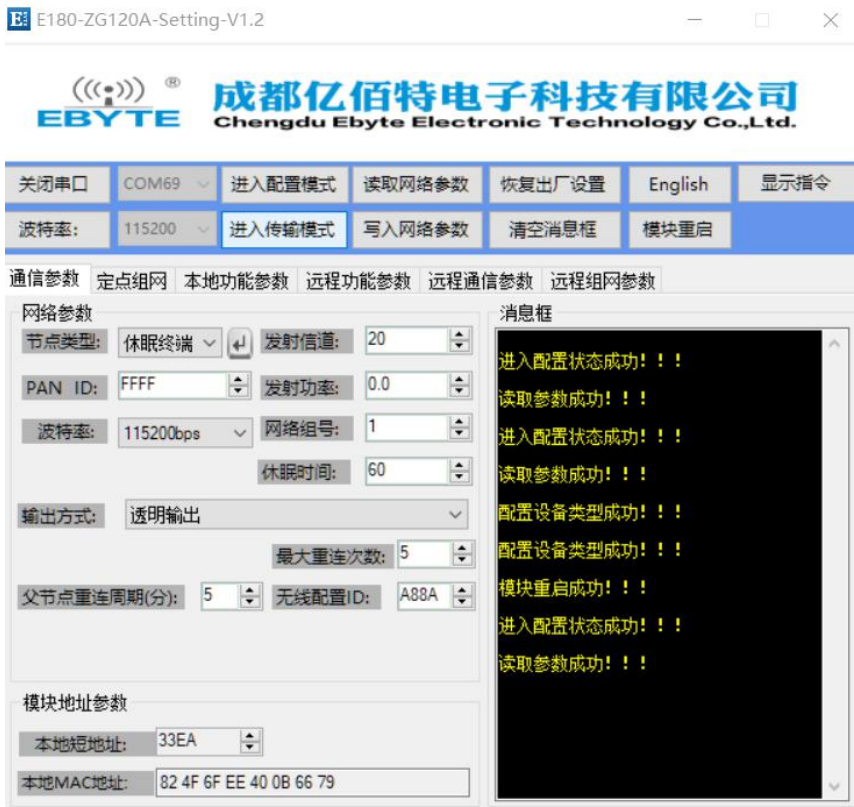 E180-ZG120A-Setting-V1.2
((•)) ®
EBYTE
成都亿佰特电子科技有限公司
Chengdu Ebyte Electronic Technology Co.,Ltd.
关闭串口 COM69 进入配置模式 读取网络参数 恢复出厂设置 English 显示指令
波特率: 115200 进入传输模式 写入网络参数 清空消息框 模块重启
通信参数 定点组网 本地功能参数 远程功能参数 远程通信参数 远程组网参数
网络参数
节点类型: 休眠终端 发射信道: 20
PAN ID: FFFF 发射功率: 0.0
波特率: 115200bps 网络组号: 1
休眠时间: 60
输出方式: 透明输出
最大重连次数: 5
父节点重连周期(分): 5 无线配置ID: A88A
模块地址参数
本地短地址: 33EA
本地MAC地址: 82 4F 6F EE 40 0B 66 79
消息框
进入配置状态成功!!!
读取参数成功!!!
进入配置状态成功!!!
读取参数成功!!!
配置设备类型成功!!!
配置设备类型成功!!!
模块重启成功!!!
进入配置状态成功!!!
读取参数成功!!!